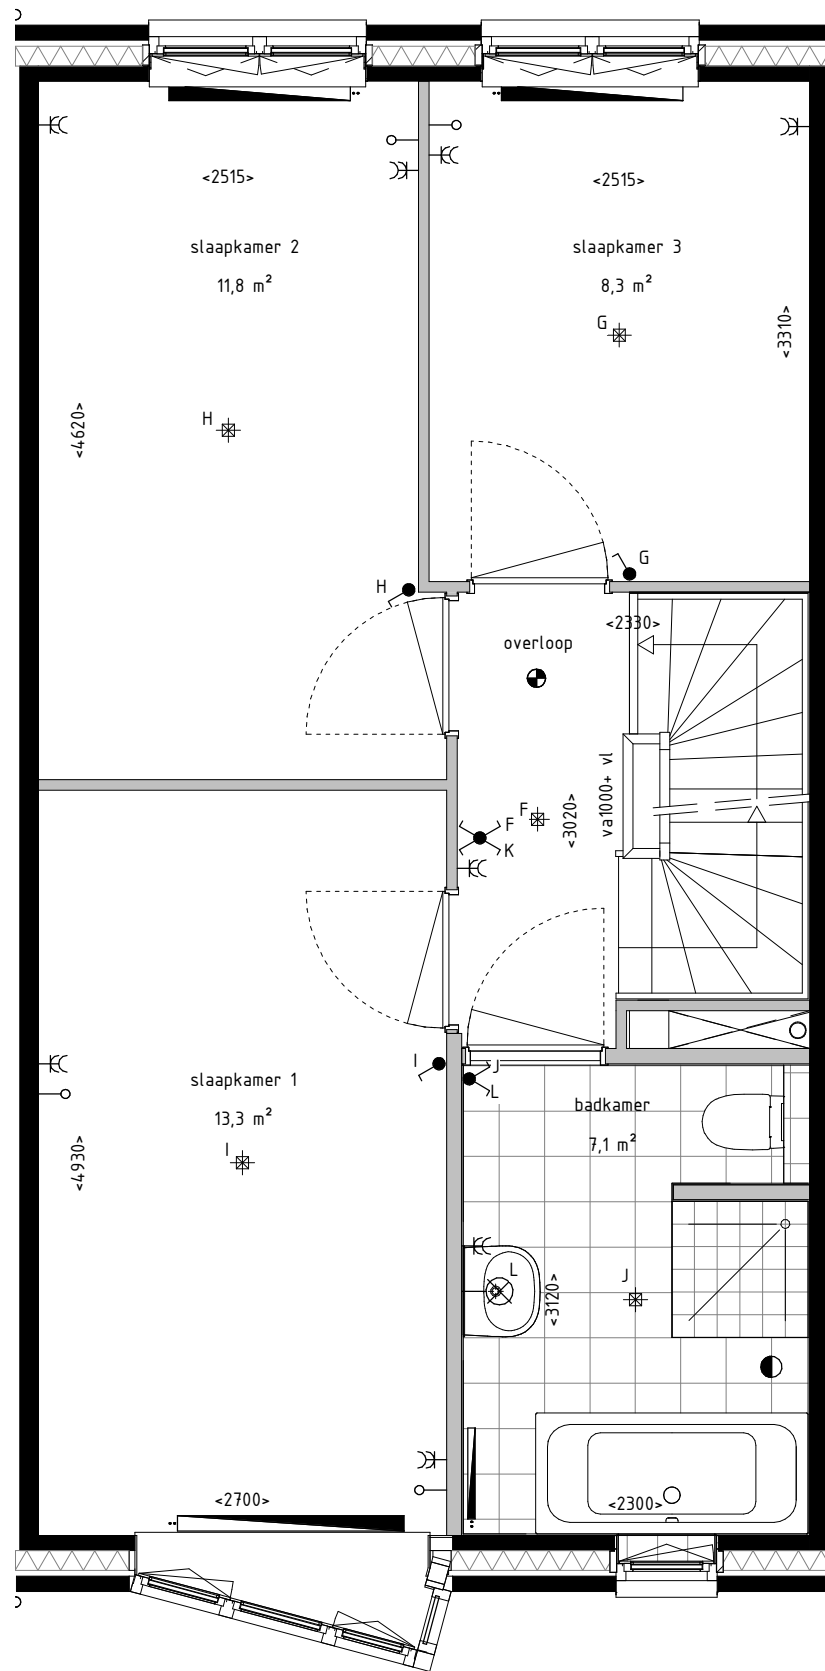 <2515>
<2515>
slaapkamer 2
slaapkamer 3
11,8 m²
8,3 m²
G
<3310>
H
<4620>
G
H
<2330>
overloop
va1000+ vl
F
<3020>
F
K
I
J
L
slaapkamer 1
badkamer
13,3 m²
7,1 m²
I
<4930>
L
J
<3120>
<2700>
<2300>